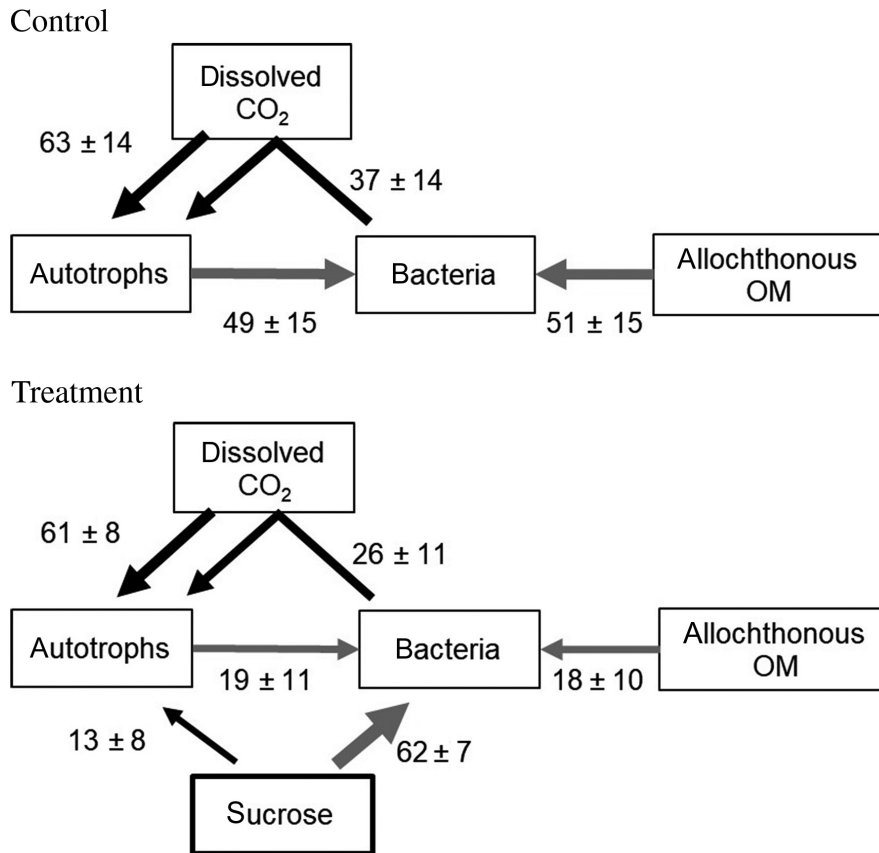 Control
Dissolved
CO₂
63 ± 14
37 ± 14
Autotrophs
Bacteria
Allochthonous
OM
49 ± 15
51 ± 15
Treatment
Dissolved
CO₂
61 ± 8
26 ± 11
Autotrophs
Bacteria
Allochthonous
OM
19 ± 11
18 ± 10
13 ± 8
62 ± 7
Sucrose